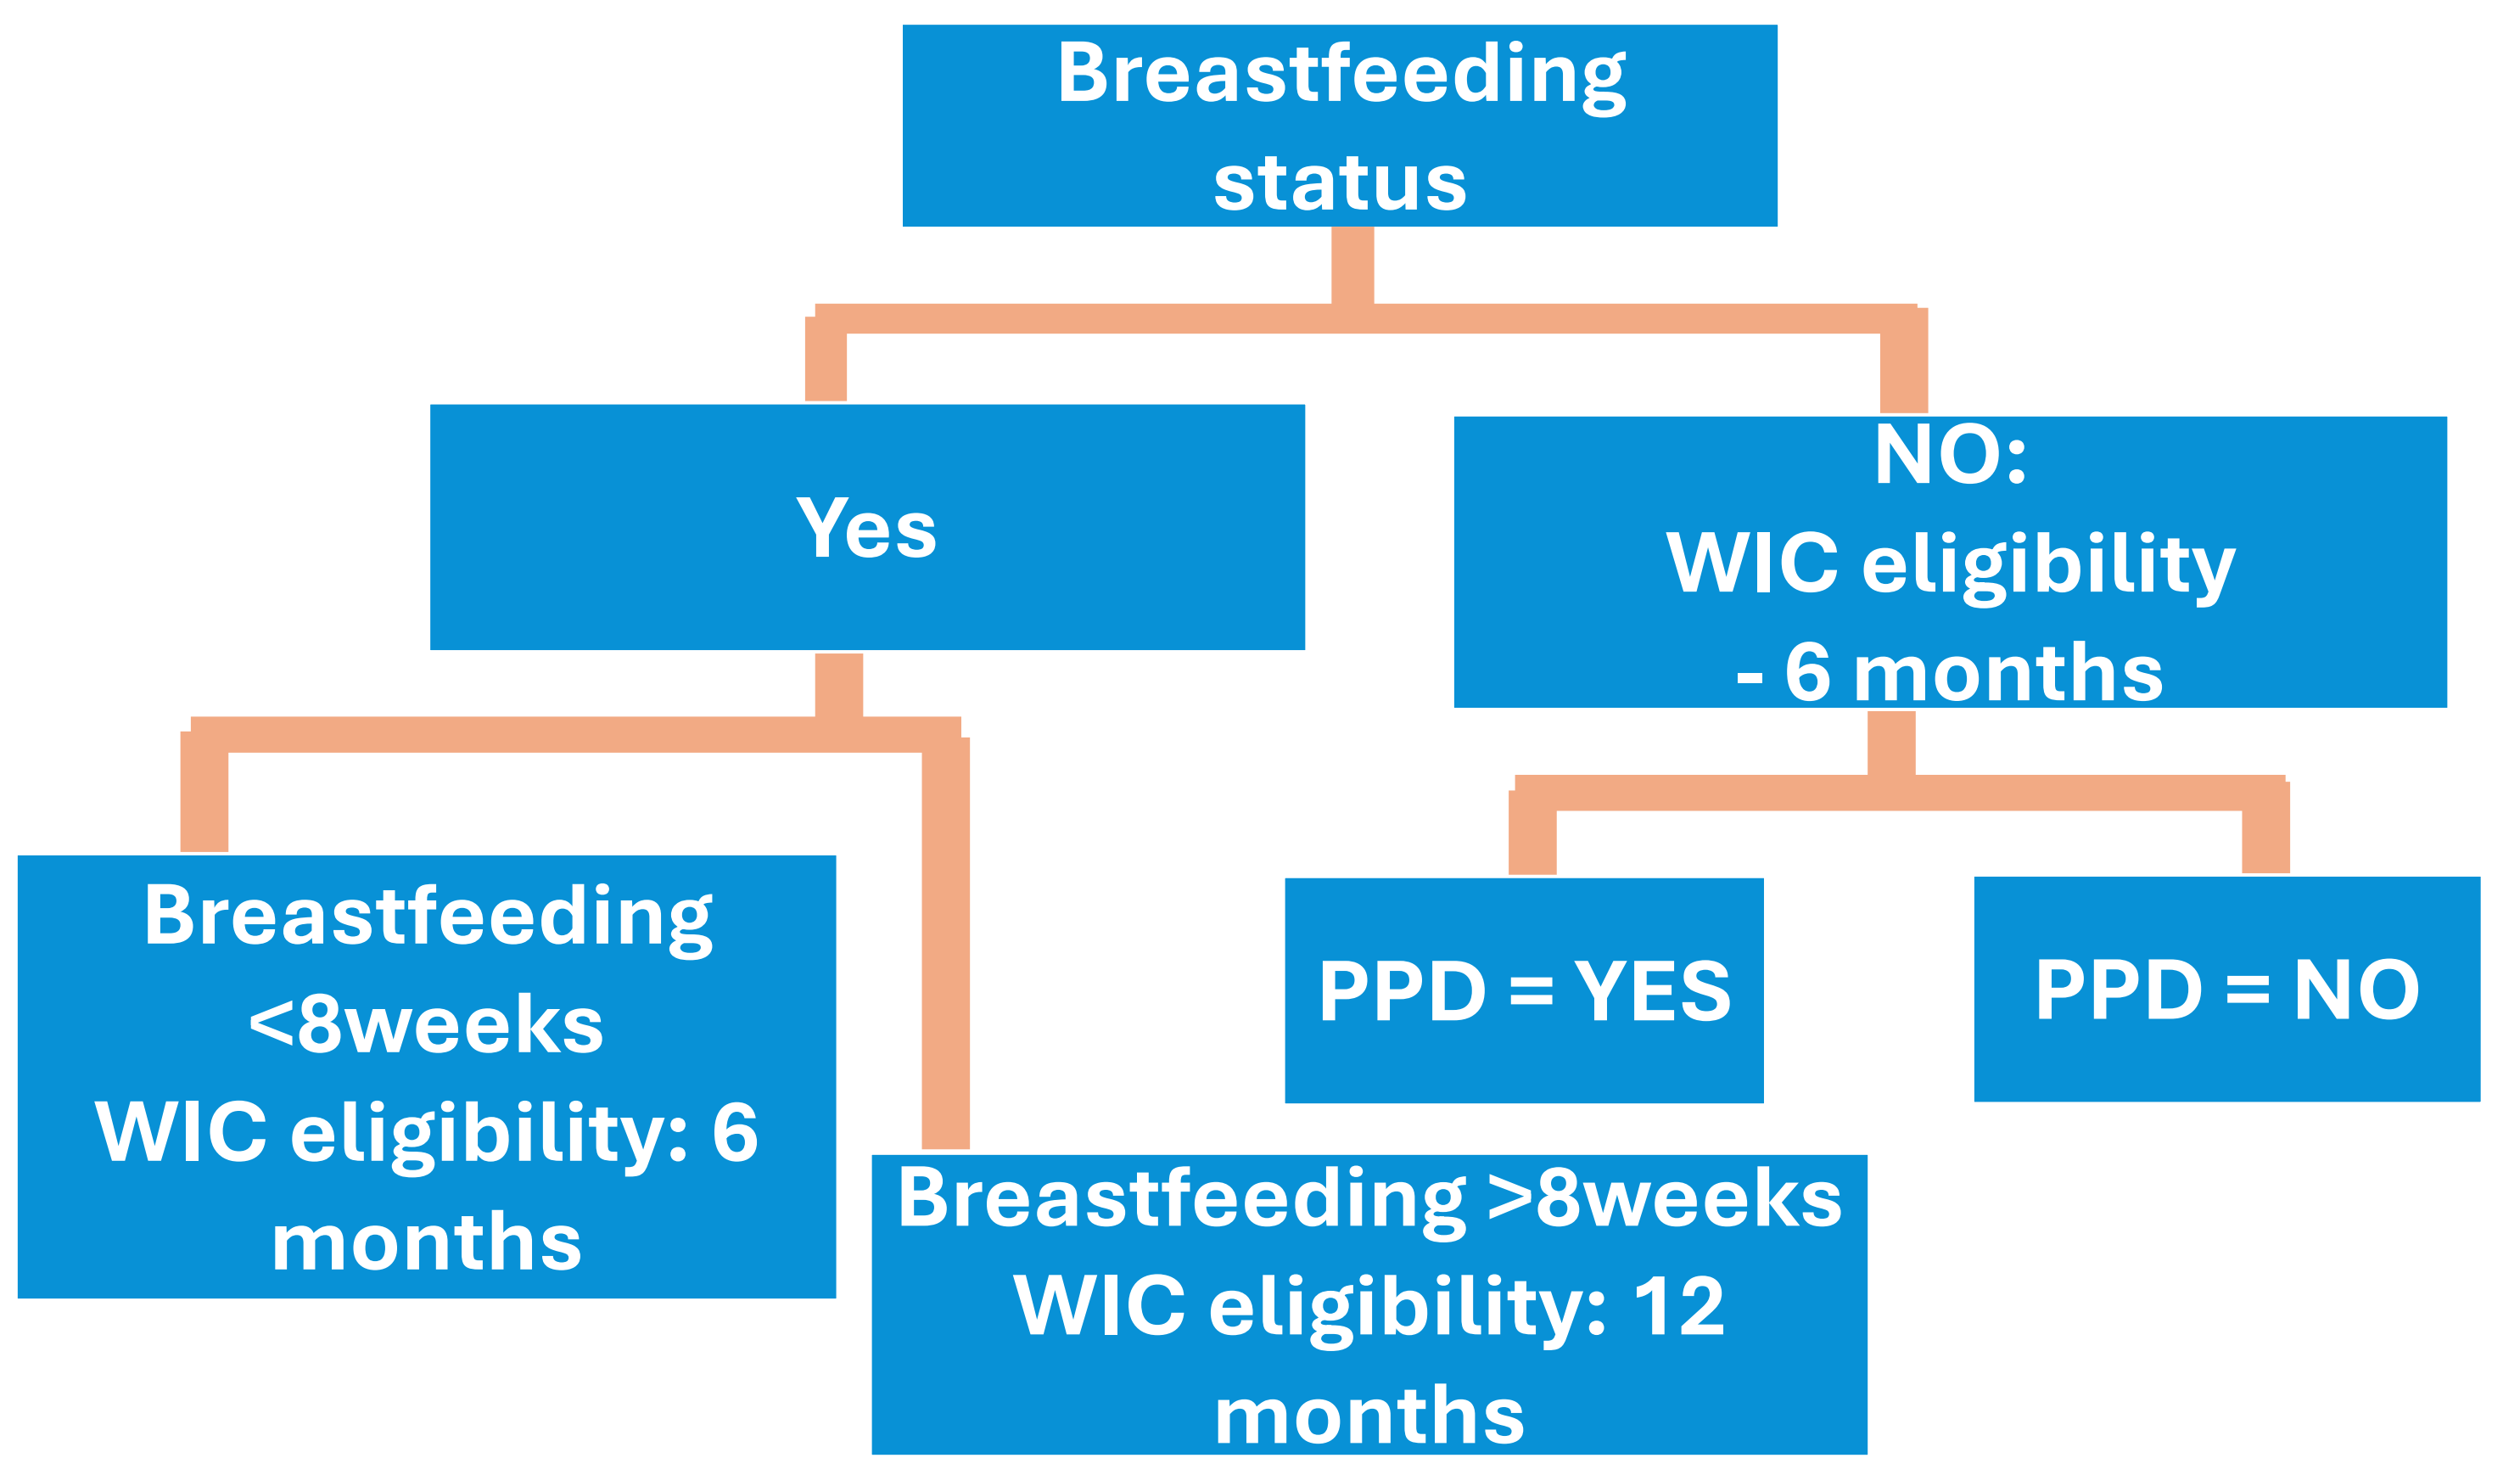 Breastfeeding
status
Yes
NO:
WIC eligibility
- 6 months
Breastfeeding
<8weeks
WIC eligibility: 6
months
Breastfeeding >8weeks
WIC eligibility: 12
months
PPD = YES
PPD = NO